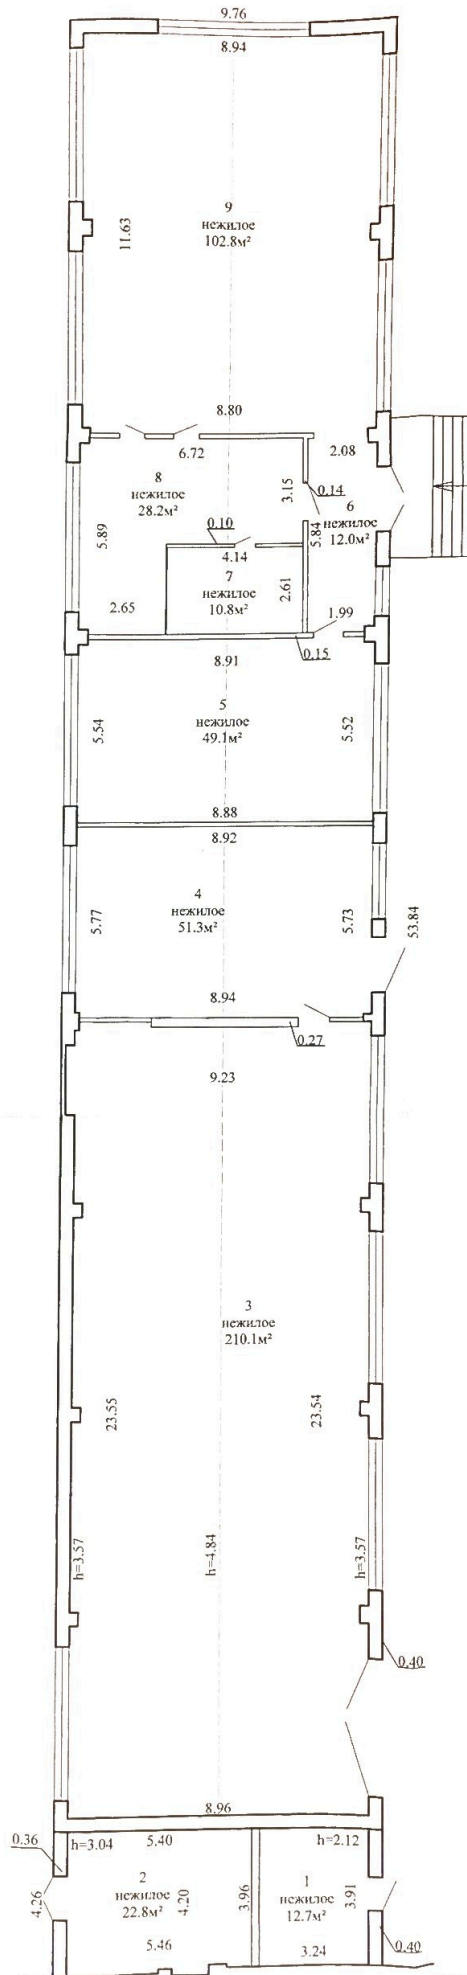 9.76
8.94
9
нежилое
102.8м²
11.63
8.80
6.72
2.08
8
нежилое
28.2м²
3.15
0.14
6
нежилое
12.0м²
5.89
0.10
4.14
5.84
7
нежилое
10.8м²
2.61
2.65
1.99
8.91
0.15
5
нежилое
49.1м²
5.54
5.52
8.88
8.92
4
нежилое
51.3м²
5.77
5.73
53.84
8.94
0.27
9.23
3
нежилое
210.1м²
23.55
23.54
h=3.57
h=4.84
h=3.57
0.40
8.96
0.36
h=3.04
5.40
h=2.12
2
нежилое
22.8м²
4.26
4.20
3.96
1
нежилое
12.7м²
3.91
5.46
3.24
0.40